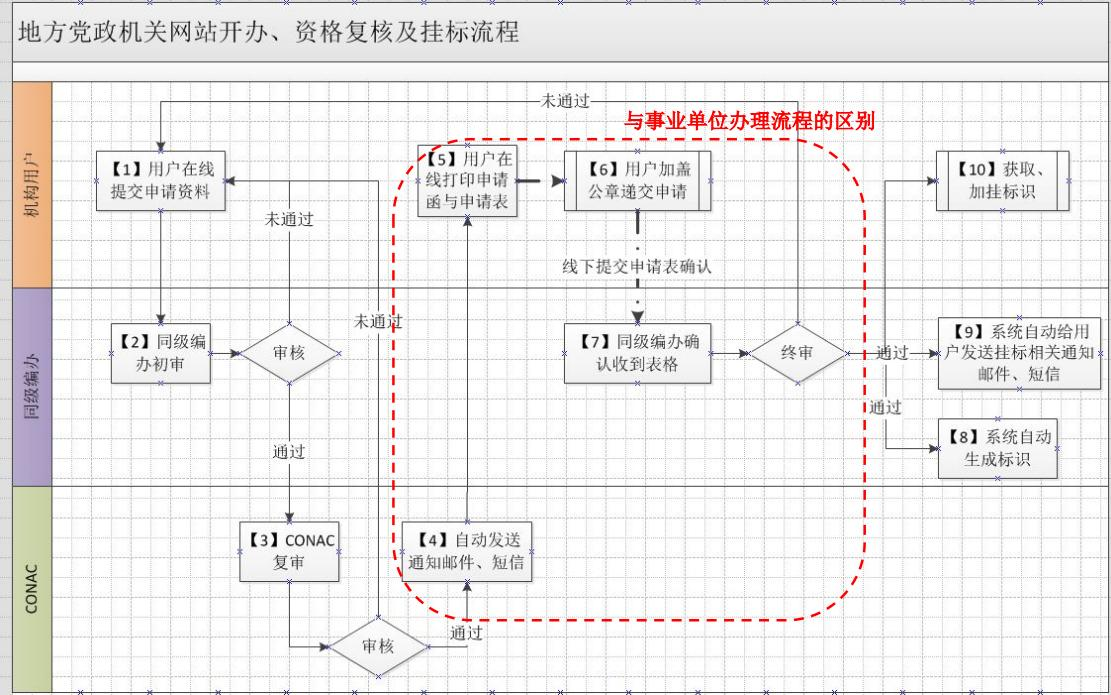 地方党政机关网站开办、资格复核及挂标流程
机构用户
未通过
与事业单位办理流程的区别
【1】用户在线
提交申请资料
【5】用户在
线打印申请
函与申请表
【6】用户加盖
公章递交申请
【10】获取、
加挂标识
未通过
线下提交申请表确认
同级编办
未通过
【2】同级编
办初审
审核
【7】同级编办确
认收到表格
终审
通过
【9】系统自动给用
户发送挂标相关通知
邮件、短信
通过
【8】系统自动
生成标识
通过
CONAC
【3】CONAC
复审
【4】自动发送
通知邮件、短信
审核
通过